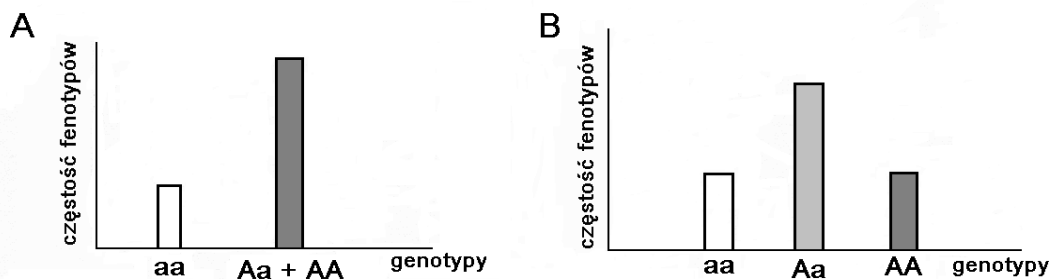 A
częstość fenotypów
aa
Aa + AA
genotypy
B
częstość fenotypów
aa
Aa
AA
genotypy